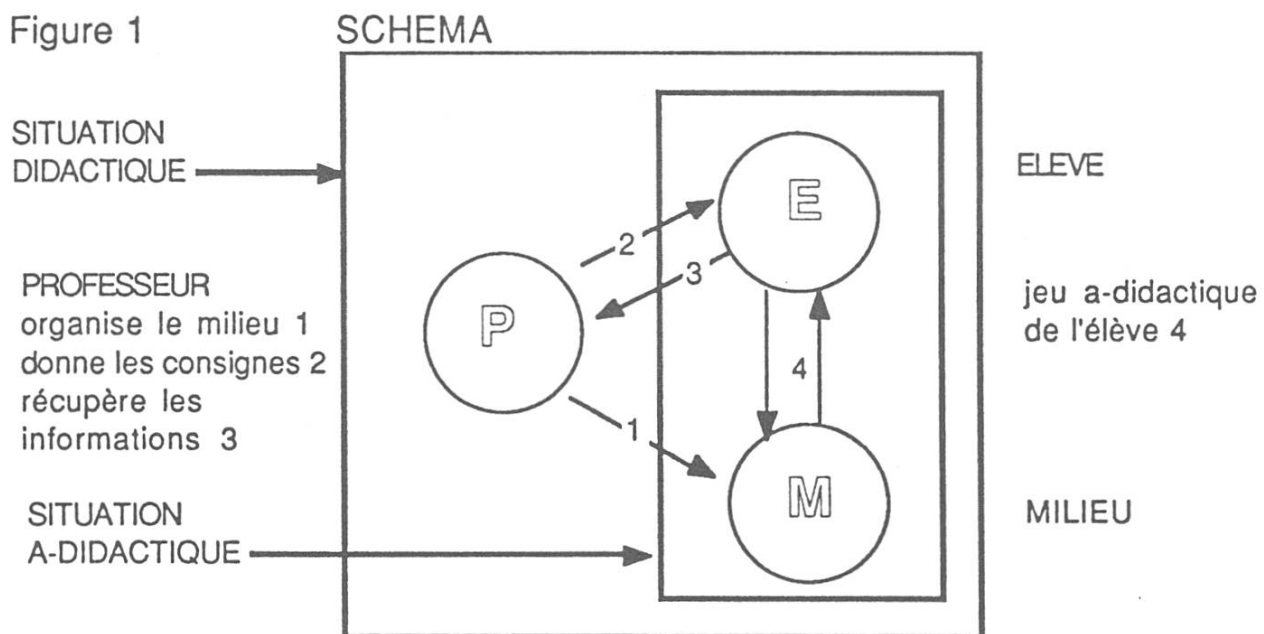 Figure 1
SCHEMA
SITUATION
DIDACTIQUE
E
ELEVE
2
3
PROFESSEUR
organise le milieu 1
donne les consignes 2
récupère les
informations 3
P
jeu a-didactique
de l'élève 4
4
1
SITUATION
A-DIDACTIQUE
M
MILIEU